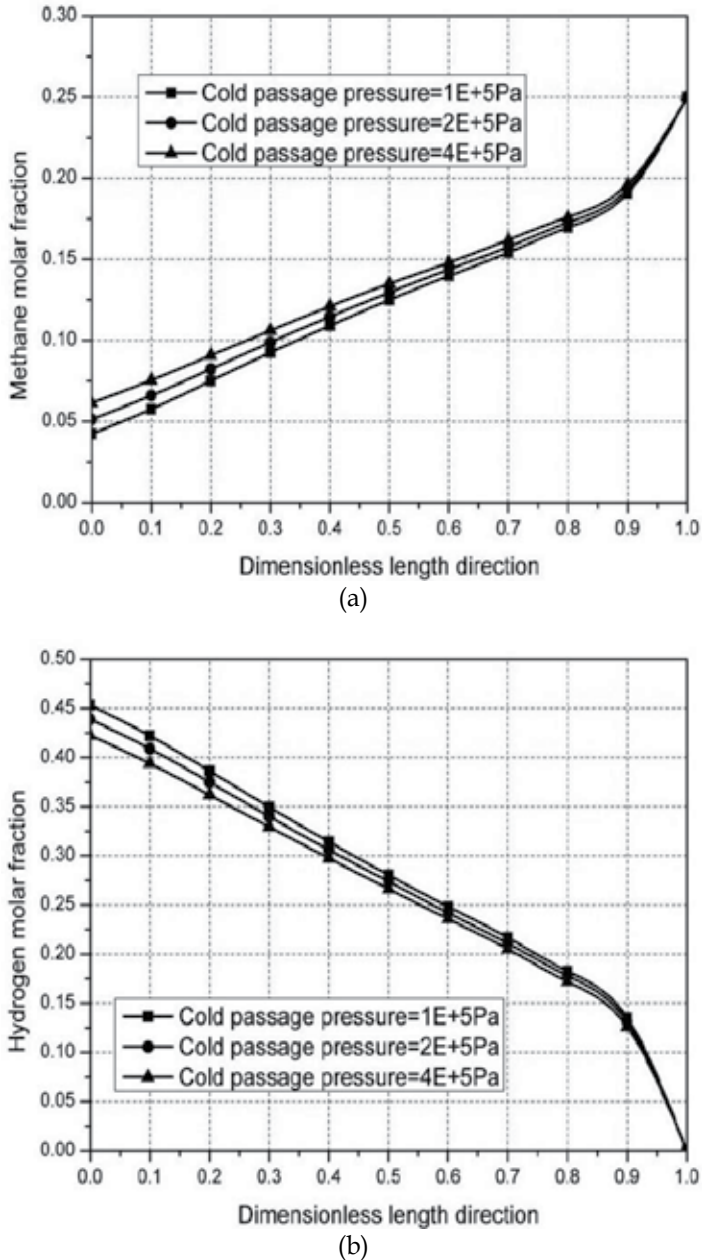 0.30
0.25
0.20
0.15
0.10
0.05
0.00
Methane molar fraction
Cold passage pressure=1E+5Pa
Cold passage pressure=2E+5Pa
Cold passage pressure=4E+5Pa
0.0 0.1 0.2 0.3 0.4 0.5 0.6 0.7 0.8 0.9 1.0
Dimensionless length direction
(a)
0.50
0.45
0.40
0.35
0.30
0.25
0.20
0.15
0.10
0.05
0.00
Hydrogen molar fraction
Cold passage pressure=1E+5Pa
Cold passage pressure=2E+5Pa
Cold passage pressure=4E+5Pa
0.0 0.1 0.2 0.3 0.4 0.5 0.6 0.7 0.8 0.9 1.0
Dimensionless length direction
(b)